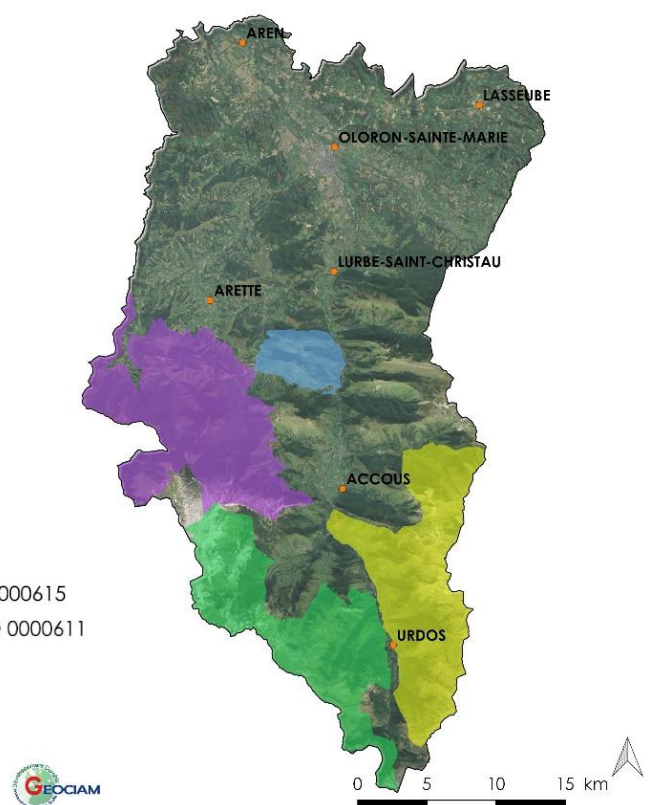 AREN
LASSEUBE
OLORON-SAINTE-MARIE
LURBE-SAINT-CHRISTAU
ARETTE
ACCOUS
000615
0000611
URDOS
GEOCIAM
0 5 10 15 km